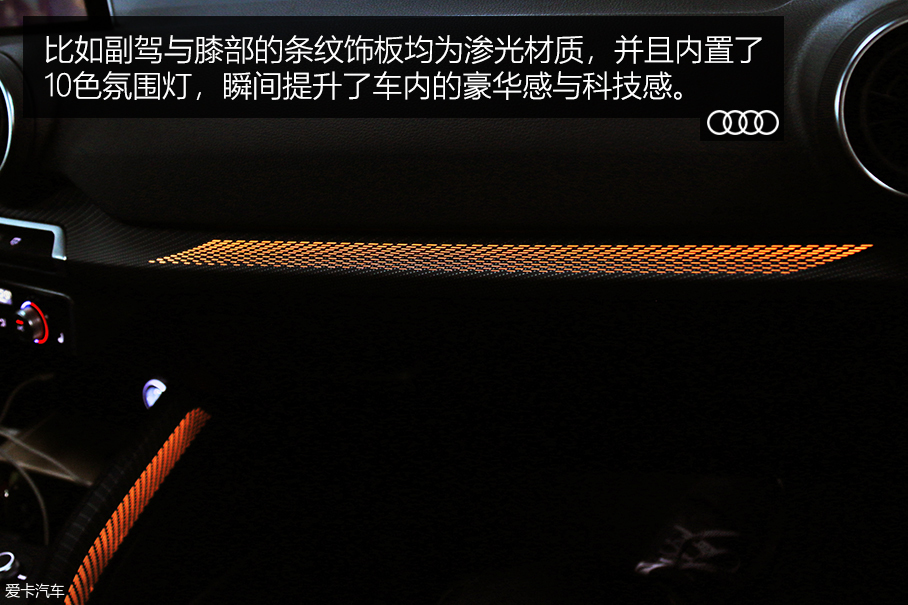 比如副驾与膝部的条纹饰板均为渗光材质，并且内置了
10色氛围灯，瞬间提升了车内的豪华感与科技感。
爱卡汽车